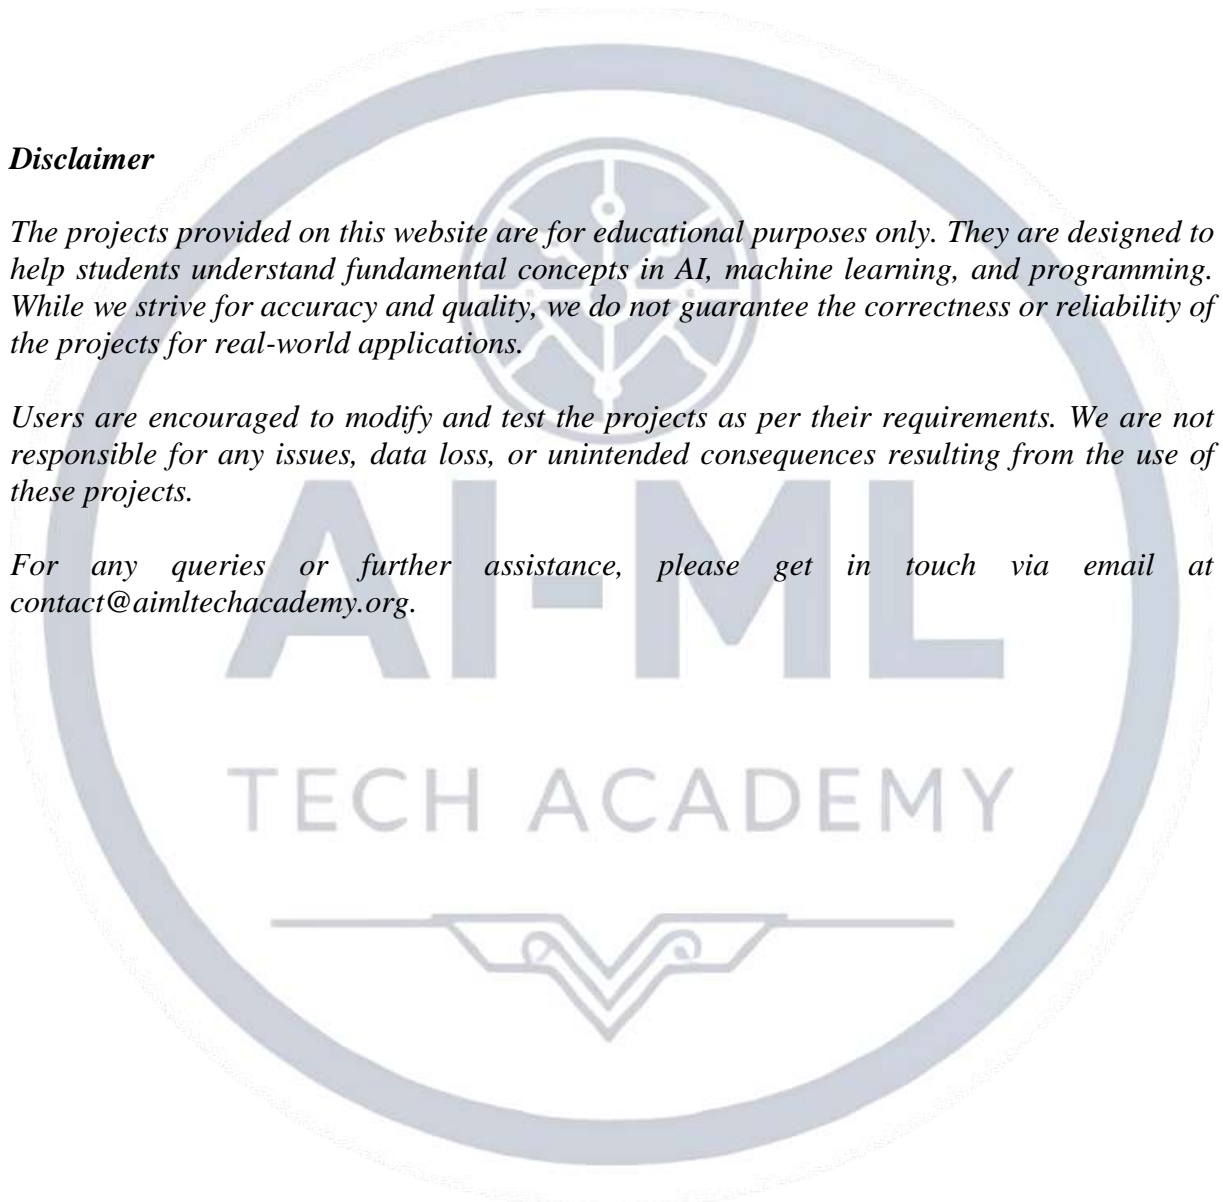 Disclaimer
The projects provided on this website are for educational purposes only. They are designed to
help students understand fundamental concepts in AI, machine learning, and programming.
While we strive for accuracy and quality, we do not guarantee the correctness or reliability of
the projects for real-world applications.
Users are encouraged to modify and test the projects as per their requirements. We are not
responsible for any issues, data loss, or unintended consequences resulting from the use of
these projects.
For any queries or further assistance, please get in touch via email at
contact@aimltechacademy.org.
AI-ML
TECH ACADEMY